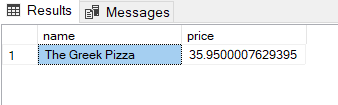 Results Messages
name price
1 The Greek Pizza 35.9500007629395